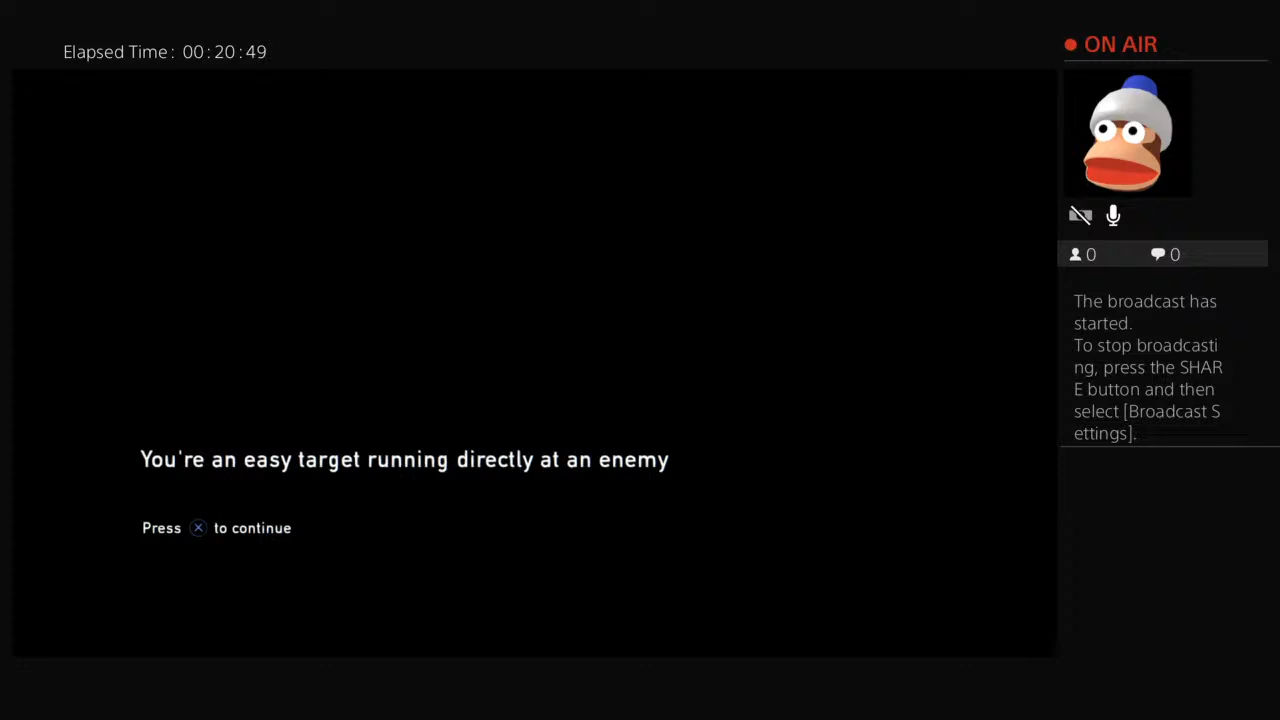 Elapsed Time: 00:20:49
ON AIR
0 0
The broadcast has
started.
To stop broadcasti
ng, press the SHAR
E button and then
select [Broadcast S
ettings].
You're an easy target running directly at an enemy
Press to continue